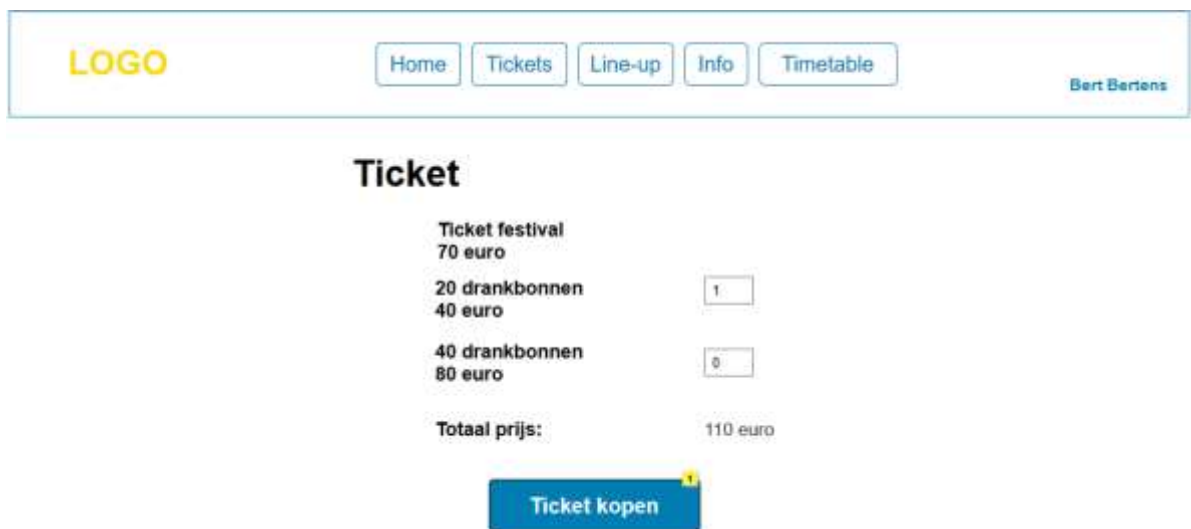 LOGO
Home Tickets Line-up Info Timetable
Bert Bertens
Ticket
Ticket festival
70 euro
20 drankbonnen 1
40 euro
40 drankbonnen 0
80 euro
Totaal prijs: 110 euro
1
Ticket kopen